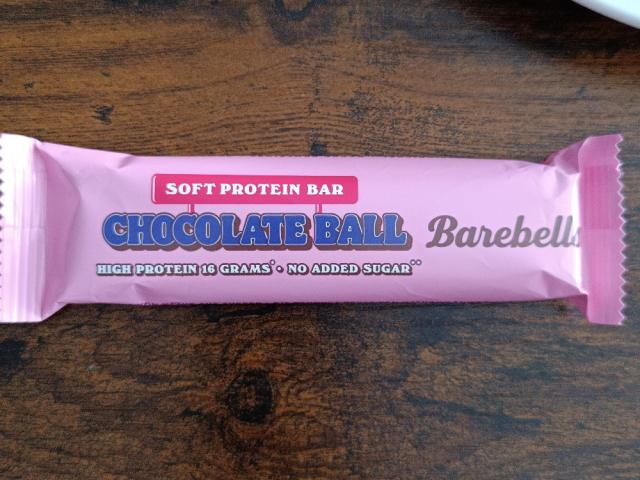 SOFT PROTEIN BAR
CHOCOLATE BALL
Barebells
HIGH PROTEIN 16 GRAMS* • NO ADDED SUGAR**